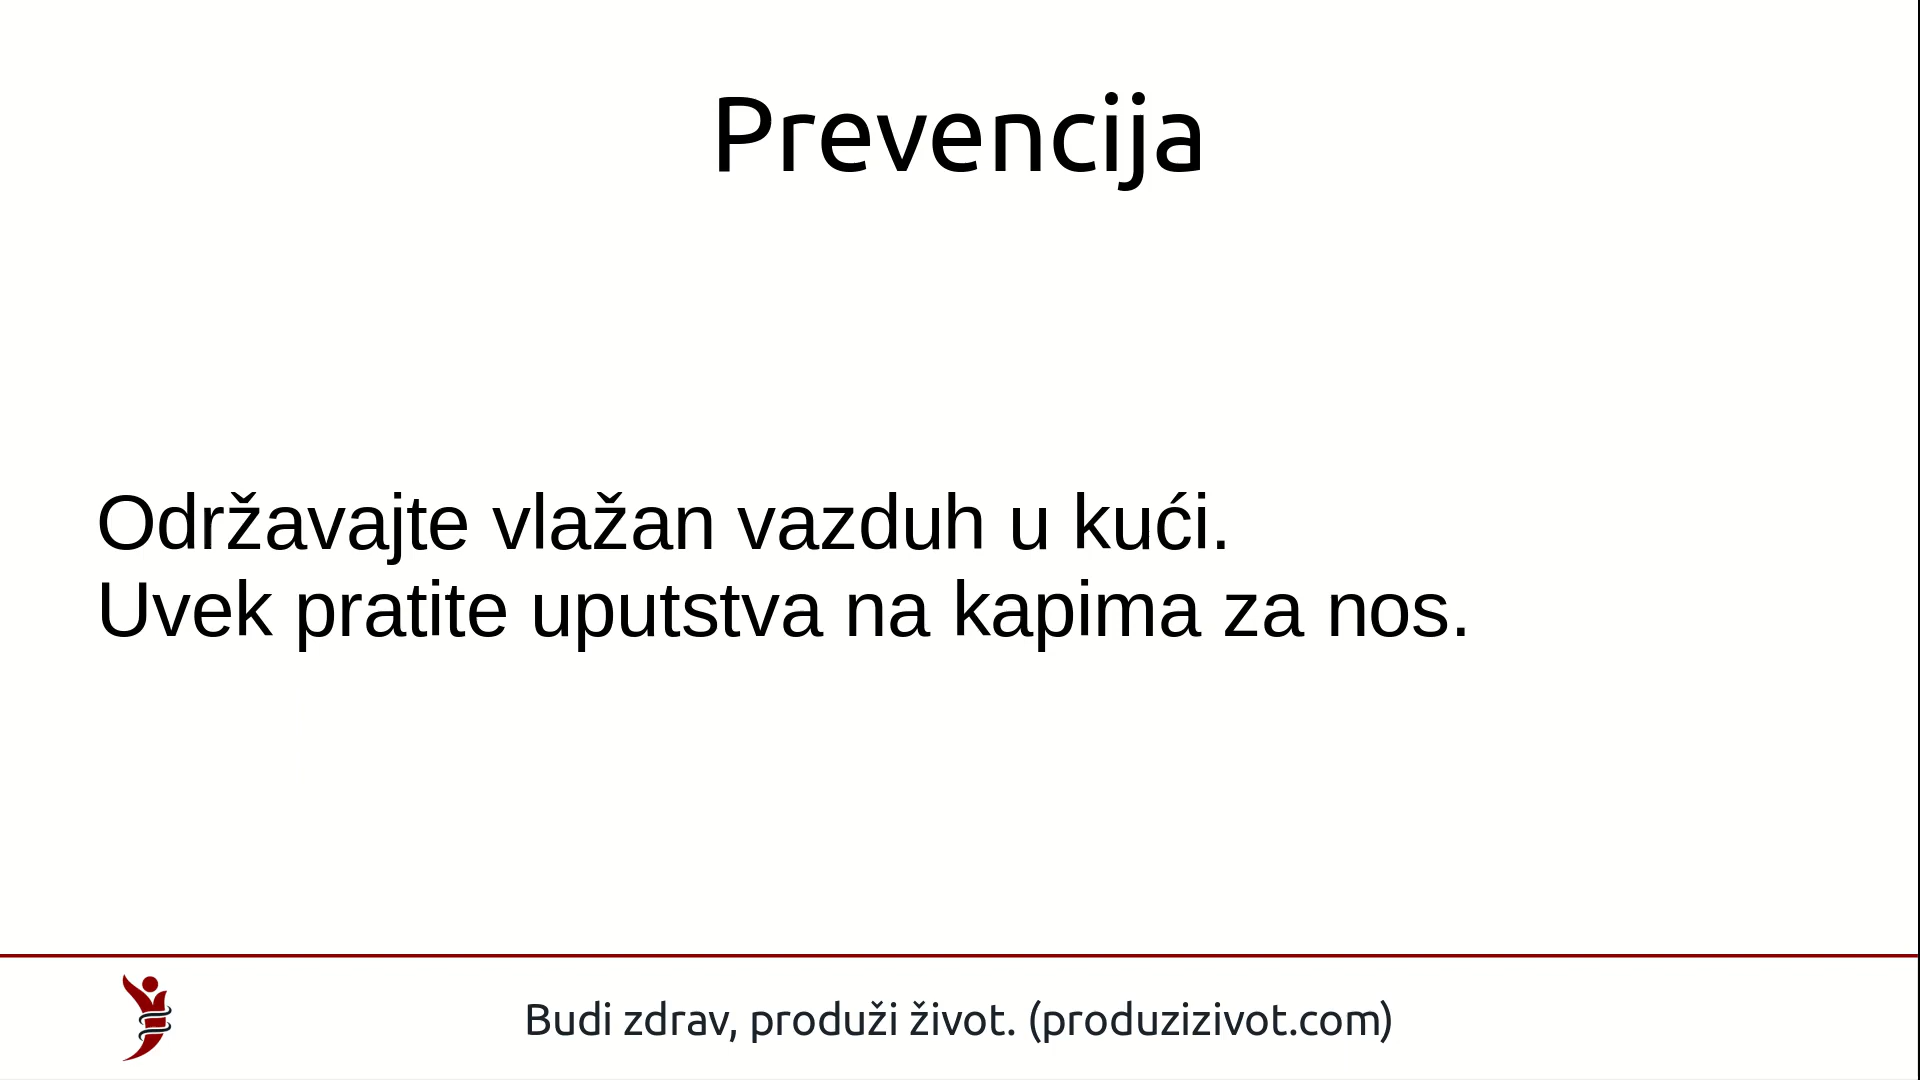 Prevencija
Održavajte vlažan vazduh u kući.
Uvek pratite uputstva na kapima za nos.
Budi zdrav, produži život. (produzizivot.com)